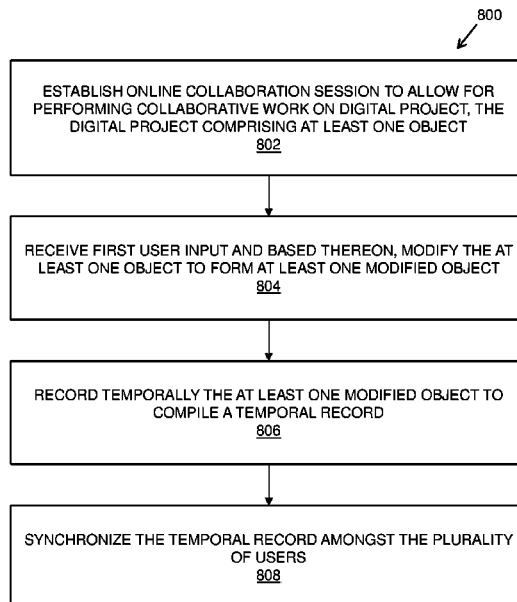 800
ESTABLISH ONLINE COLLABORATION SESSION TO ALLOW FOR
PERFORMING COLLABORATIVE WORK ON DIGITAL PROJECT, THE
DIGITAL PROJECT COMPRISING AT LEAST ONE OBJECT
802
RECEIVE FIRST USER INPUT AND BASED THEREON, MODIFY THE AT
LEAST ONE OBJECT TO FORM AT LEAST ONE MODIFIED OBJECT
804
RECORD TEMPORALLY THE AT LEAST ONE MODIFIED OBJECT TO
COMPILE A TEMPORAL RECORD
806
SYNCHRONIZE THE TEMPORAL RECORD AMONGST THE PLURALITY
OF USERS
808